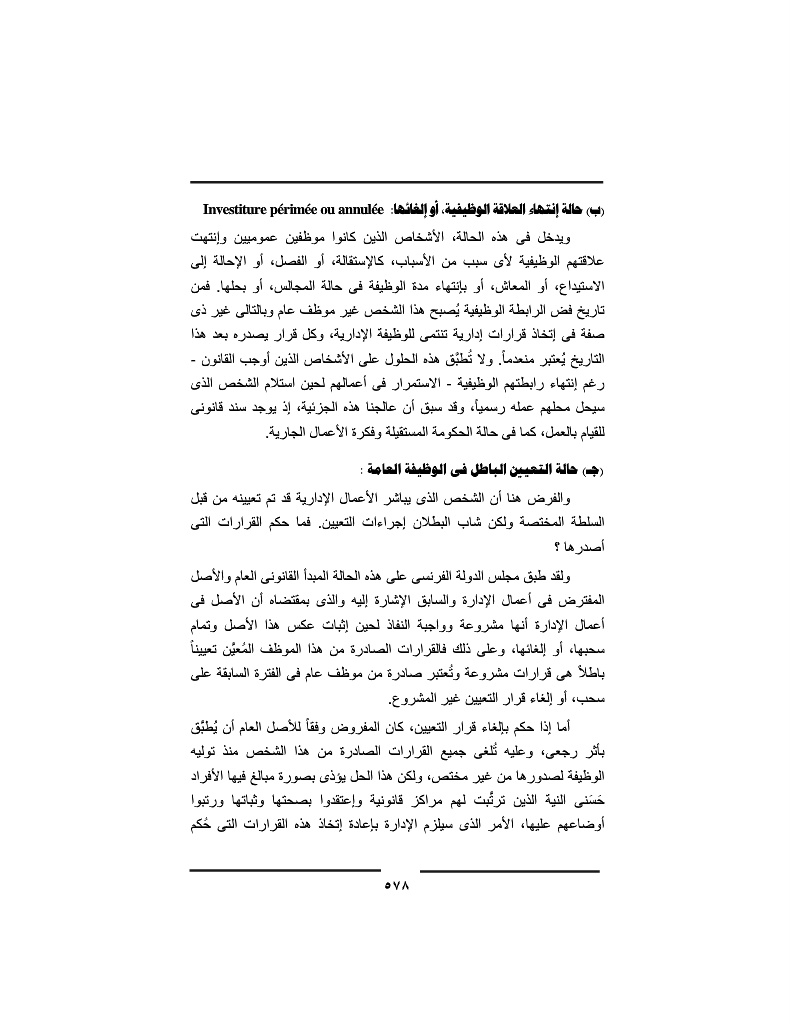 (ب) حالة إنتهاء العلاقة الوظيفية، أو إلغائها: Investiture périmée ou annulée
ويدخل فى هذه الحالة، الأشخاص الذين كانوا موظفين عموميين وإنتهت
علاقتهم الوظيفية لأى سبب من الأسباب، كالإستقالة، أو الفصل، أو الإحالة إلى
الاستيداع، أو المعاش، أو بإنتهاء مدة الوظيفة فى حالة المجالس، أو بحلها. فمن
تاريخ فض الرابطة الوظيفية يُصبح هذا الشخص غير موظف عام وبالتالى غير ذى
صفة فى إتخاذ قرارات إدارية تنتمى للوظيفة الإدارية، وكل قرار يصدره بعد هذا
التاريخ يُعتبر منعدماً. ولا تُطبَّق هذه الحلول على الأشخاص الذين أوجب القانون -
رغم إنتهاء رابطتهم الوظيفية - الاستمرار فى أعمالهم لحين استلام الشخص الذى
سيحل محلهم عمله رسمياً، وقد سبق أن عالجنا هذه الجزئية، إذ يوجد سند قانونى
للقيام بالعمل، كما فى حالة الحكومة المستقيلة وفكرة الأعمال الجارية.
(جـ) حالة التعيين الباطل فى الوظيفة العامة :
والفرض هنا أن الشخص الذى يباشر الأعمال الإدارية قد تم تعيينه من قبل
السلطة المختصة ولكن شاب البطلان إجراءات التعيين. فما حكم القرارات التى
أصدرها ؟
ولقد طبق مجلس الدولة الفرنسى على هذه الحالة المبدأ القانونى العام والأصل
المفترض فى أعمال الإدارة والسابق الإشارة إليه والذى بمقتضاه أن الأصل فى
أعمال الإدارة أنها مشروعة وواجبة النفاذ لحين إثبات عكس هذا الأصل وتمام
سحبها، أو إلغائها، وعلى ذلك فالقرارات الصادرة من هذا الموظف المُعيَّن تعييناً
باطلاً هى قرارات مشروعة وتُعتبر صادرة من موظف عام فى الفترة السابقة على
سحب، أو إلغاء قرار التعيين غير المشروع.
أما إذا حكم بإلغاء قرار التعيين، كان المفروض وفقاً للأصل العام أن يُطبَّق
بأثر رجعى، وعليه تُلغى جميع القرارات الصادرة من هذا الشخص منذ توليه
الوظيفة لصدورها من غير مختص، ولكن هذا الحل يؤذى بصورة مبالغ فيها الأفراد
حَسَنى النية الذين ترتَّبت لهم مراكز قانونية وإعتقدوا بصحتها وثباتها ورتبوا
أوضاعهم عليها، الأمر الذى سيلزم الإدارة بإعادة إتخاذ هذه القرارات التى حُكم
٥٧٨